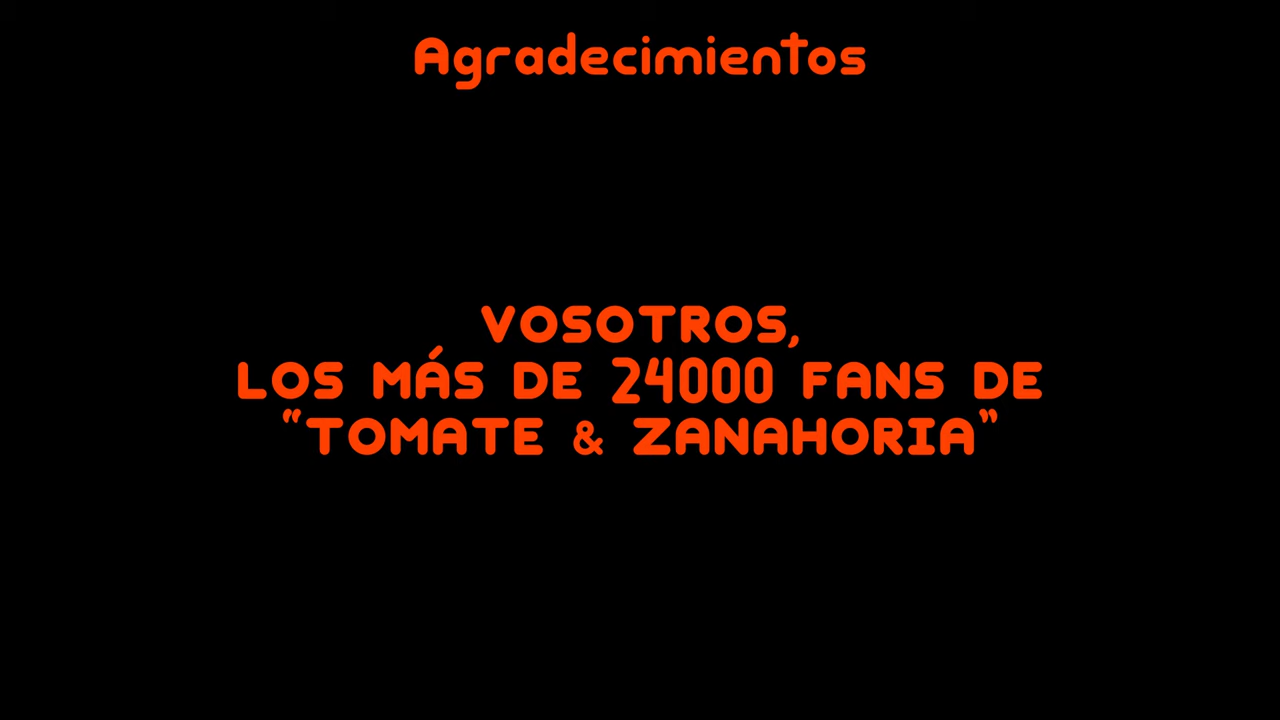 Agradecimientos
VOSOTROS,
LOS MÁS DE 24000 FANS DE
"TOMATE & ZANAHORIA"